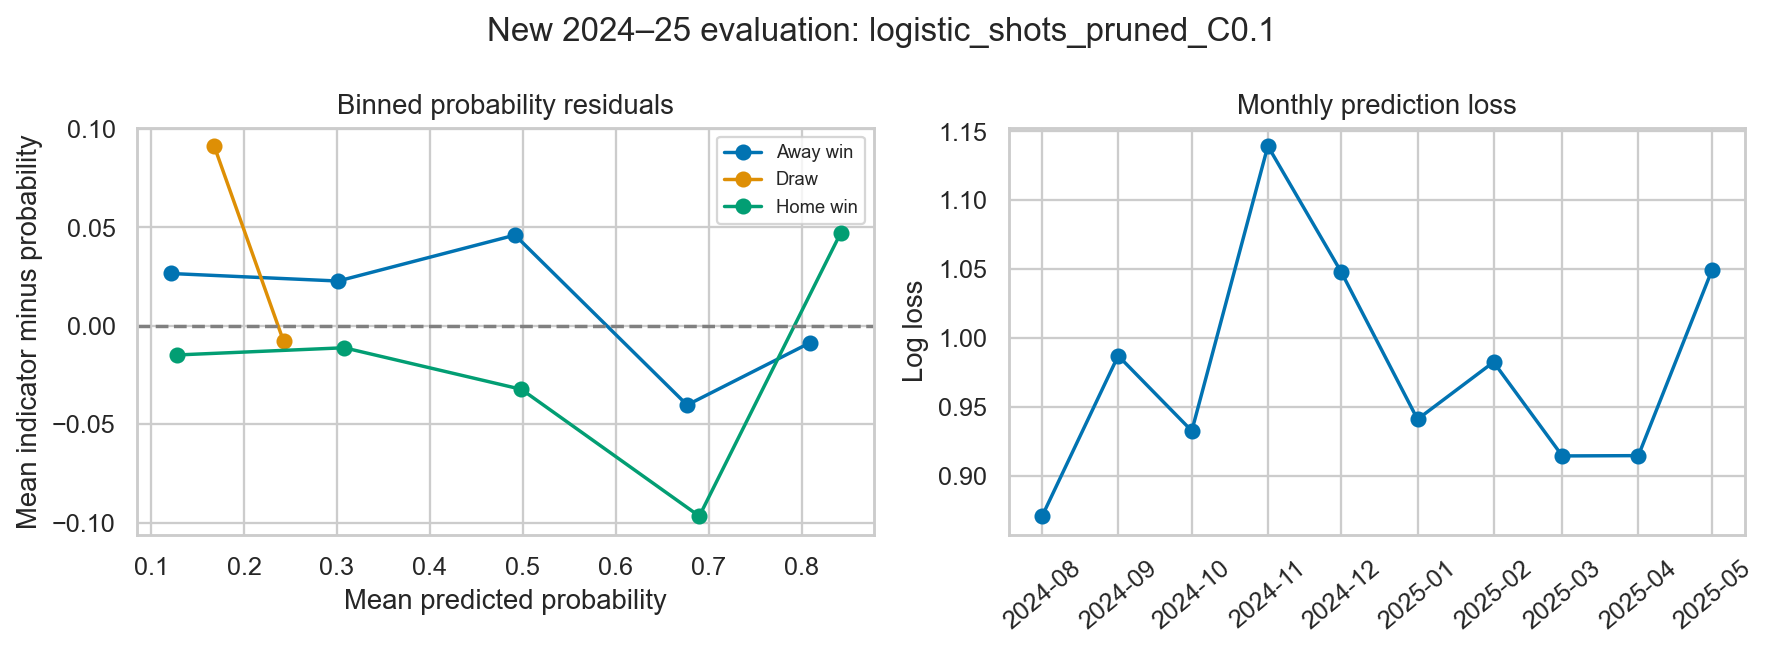 New 2024–25 evaluation: logistic_shots_pruned_C0.1
Binned probability residuals
Mean indicator minus probability
0.10
0.05
0.00
−0.05
−0.10
Away win
Draw
Home win
0.1 0.2 0.3 0.4 0.5 0.6 0.7 0.8
Mean predicted probability
Monthly prediction loss
Log loss
1.15
1.10
1.05
1.00
0.95
0.90
2024-08 2024-09 2024-10 2024-11 2024-12 2025-01 2025-02 2025-03 2025-04 2025-05